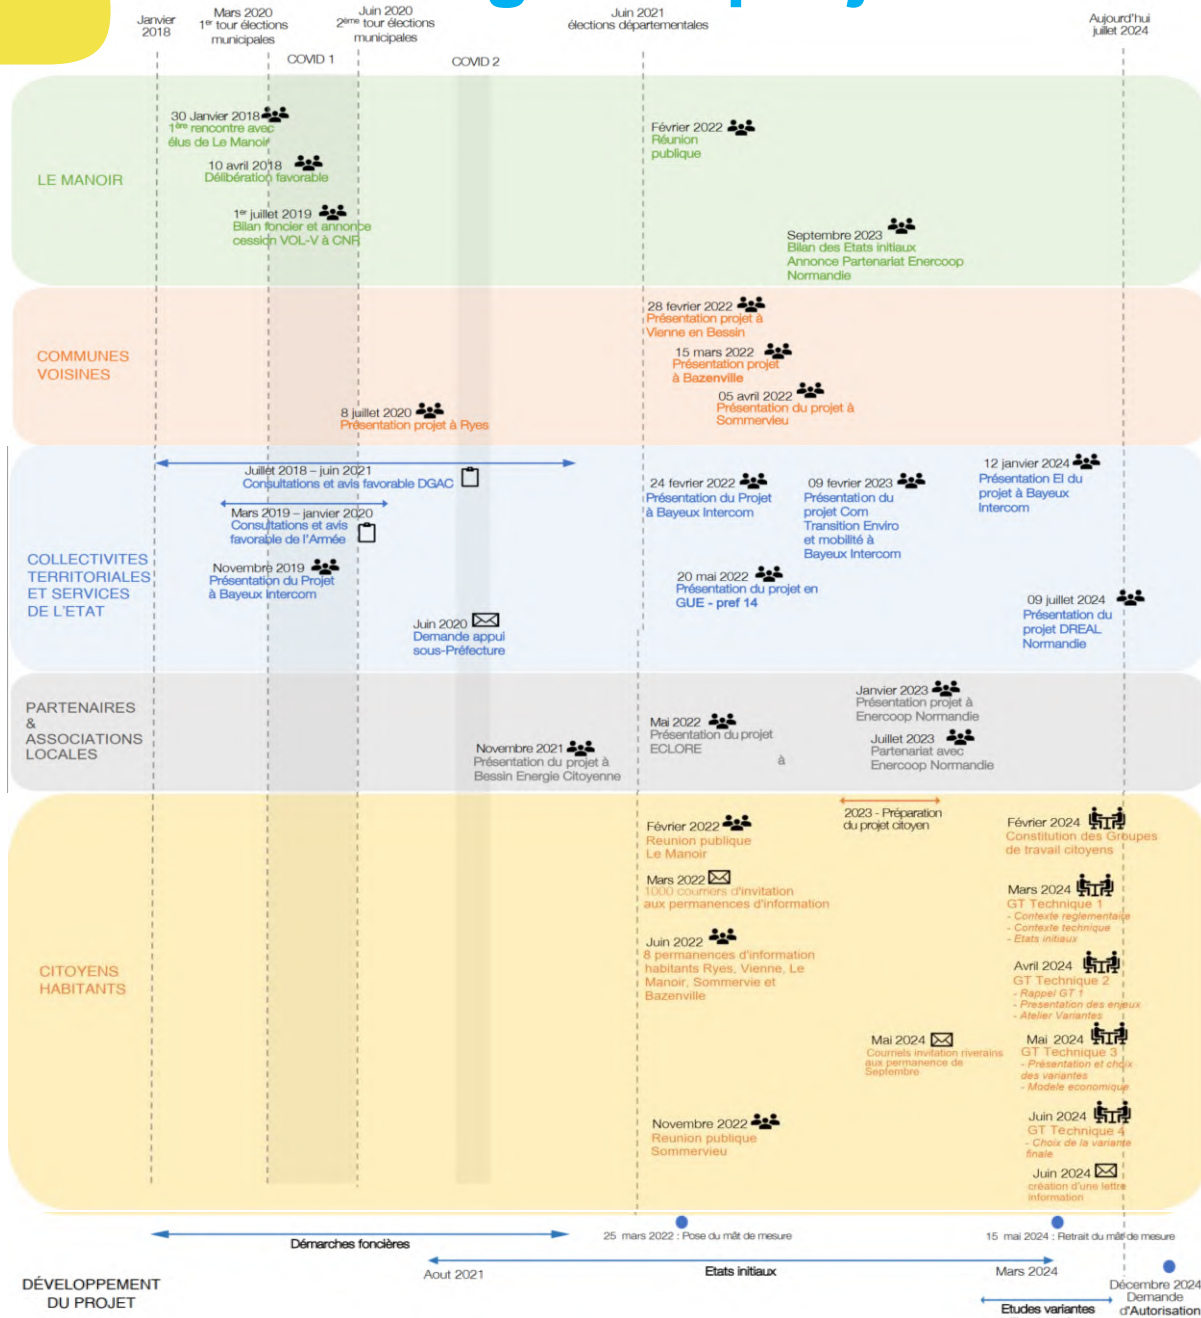 Janvier
2018
Mars 2020
1er tour élections
municipales
Juin 2020
2ème tour élections
municipales
Juin 2021
élections départementales
Aujourd'hui
juillet 2024
COVID 1
COVID 2
LE MANOIR
30 Janvier 2018
1ère rencontre avec
élus de Le Manoir
10 avril 2018
Délibération favorable
1er juillet 2019
Bilan foncier et annonce
cession VOL-V à CNR
Février 2022
Réunion
publique
Septembre 2023
Bilan des Etats initiaux
Annonce Partenariat Enercoop
Normandie
COMMUNES
VOISINES
8 juillet 2020
Présentation projet à Ryes
28 fevrier 2022
Présentation projet à
Vienne en Bessin
15 mars 2022
Présentation projet
à Bazenville
05 avril 2022
Présentation du projet à
Sommervieu
COLLECTIVITES
TERRITORIALES
ET SERVICES
DE L'ETAT
Juillet 2018 – juin 2021
Consultations et avis favorable DGAC
Mars 2019 – janvier 2020
Consultations et avis
favorable de l'Armée
Novembre 2019
Présentation du Projet
à Bayeux Intercom
Juin 2020
Demande appui
sous-Préfecture
24 fevrier 2022
Présentation du Projet
à Bayeux Intercom
20 mai 2022
Présentation du projet en
GUE - pref 14
09 fevrier 2023
Présentation du
projet Com
Transition Enviro
et mobilité à
Bayeux Intercom
12 janvier 2024
Présentation EI du
projet à Bayeux
Intercom
09 juillet 2024
Présentation du
projet DREAL
Normandie
PARTENAIRES
&
ASSOCIATIONS
LOCALES
Novembre 2021
Présentation du projet à
Bessin Energie Citoyenne
Mai 2022
Présentation du projet
ECLORE
à
Janvier 2023
Présentation projet à
Enercoop Normandie
Juillet 2023
Partenariat avec
Enercoop Normandie
CITOYENS
HABITANTS
2023 - Préparation
du projet citoyen
Février 2022
Reunion publique
Le Manoir
Mars 2022
1000 courriers d'invitation
aux permanences d'information
Juin 2022
8 permanences d'information
habitants Ryes, Vienne, Le
Manoir, Sommervie et
Bazenville
Novembre 2022
Reunion publique
Sommervieu
Mai 2024
Courriels invitation riverains
aux permanence de
Septembre
Février 2024
Constitution des Groupes
de travail citoyens
Mars 2024
GT Technique 1
- Contexte reglementaire
- Contexte technique
- Etats initiaux
Avril 2024
GT Technique 2
- Rappel GT 1
- Presentation des enjeux
- Atelier Variantes
Mai 2024
GT Technique 3
- Présentation et choix
des variantes
- Modele economique
Juin 2024
GT Technique 4
- Choix de la variante
finale
Juin 2024
création d'une lettre
information
DÉVELOPPEMENT
DU PROJET
Démarches foncières
25 mars 2022 : Pose du mât de mesure
15 mai 2024 : Retrait du mât de mesure
Aout 2021
Etats initiaux
Mars 2024
Etudes variantes
Décembre 2024
Demande
d'Autorisation